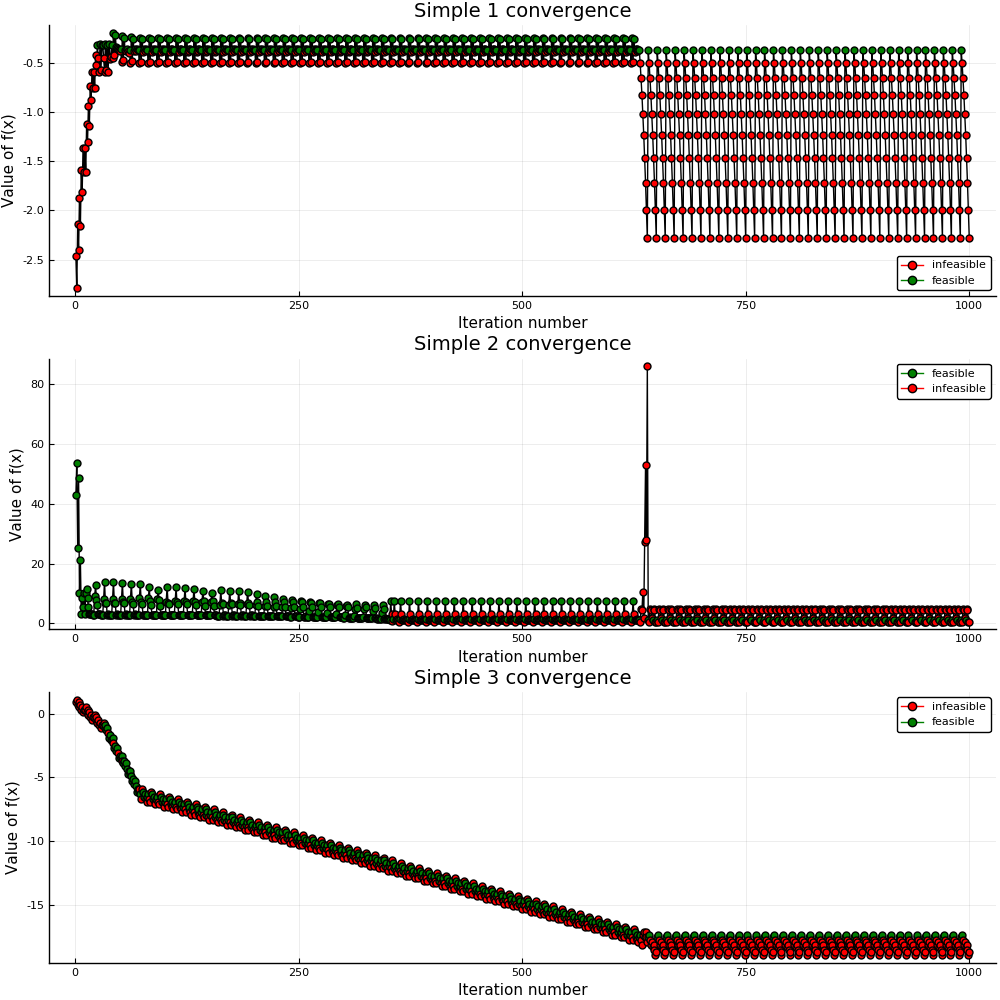 Simple 1 convergence
Value of f(x)
-0.5
-1.0
-1.5
-2.0
-2.5
infeasible
feasible
0 250 500 750 1000
Iteration number
Simple 2 convergence
Value of f(x)
80
60
40
20
0
feasible
infeasible
0 250 500 750 1000
Iteration number
Simple 3 convergence
Value of f(x)
0
-5
-10
-15
infeasible
feasible
0 250 500 750 1000
Iteration number